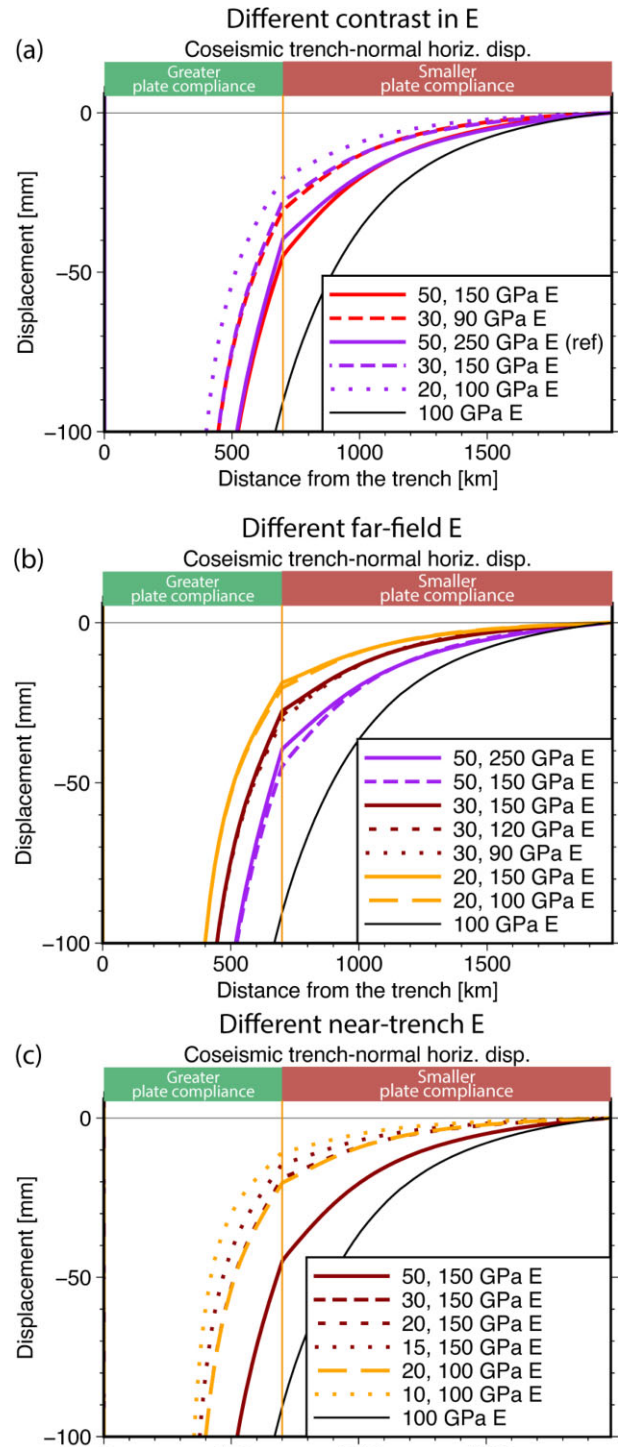 Different contrast in E
(a)
Coseismic trench-normal horiz. disp.
Greater
plate compliance
Smaller
plate compliance
0
−50
−100
Displacement [mm]
50, 150 GPa E
30, 90 GPa E
50, 250 GPa E (ref)
30, 150 GPa E
20, 100 GPa E
100 GPa E
0
500
1000
1500
Distance from the trench [km]
Different far-field E
(b)
Coseismic trench-normal horiz. disp.
Greater
plate compliance
Smaller
plate compliance
0
−50
−100
Displacement [mm]
50, 250 GPa E
50, 150 GPa E
30, 150 GPa E
30, 120 GPa E
30, 90 GPa E
20, 150 GPa E
20, 100 GPa E
100 GPa E
0
500
1000
1500
Distance from the trench [km]
Different near-trench E
(c)
Coseismic trench-normal horiz. disp.
Greater
plate compliance
Smaller
plate compliance
0
−50
−100
Displacement [mm]
50, 150 GPa E
30, 150 GPa E
20, 150 GPa E
15, 150 GPa E
20, 100 GPa E
10, 100 GPa E
100 GPa E